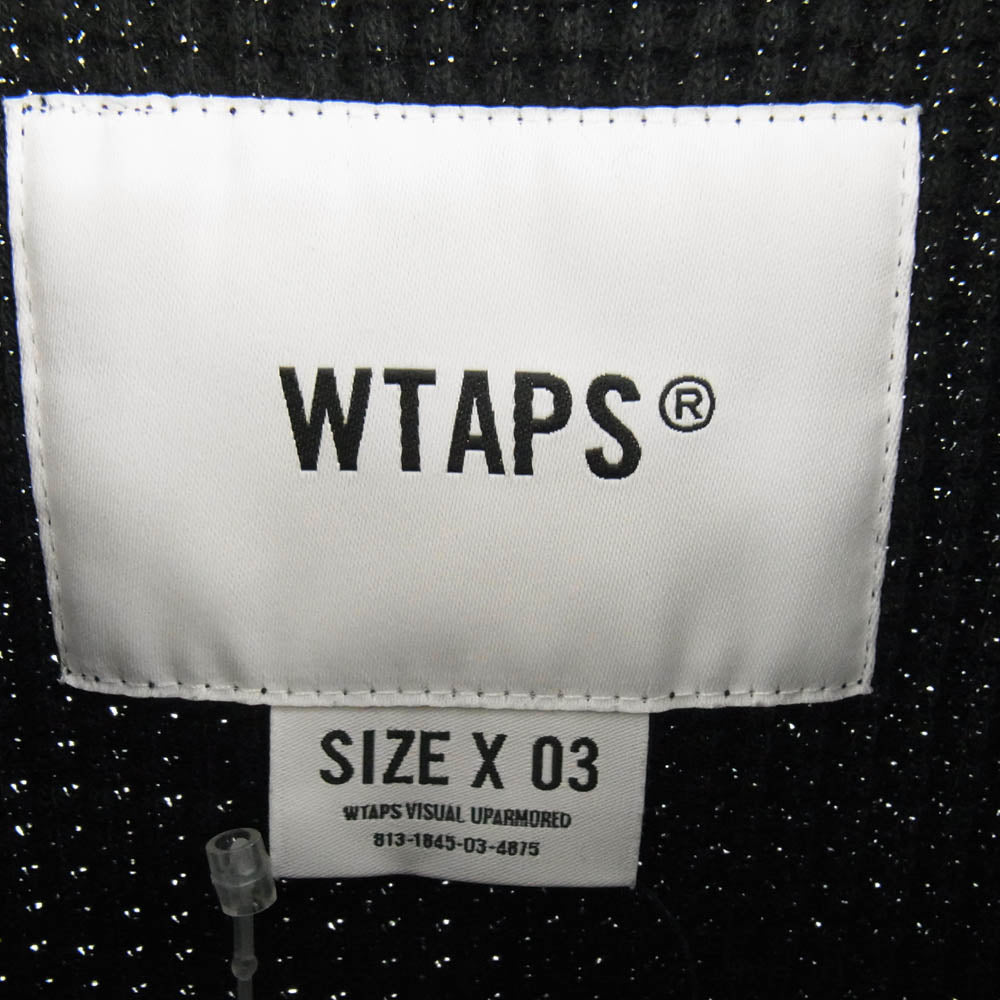 WTAPS®
SIZE X 03
WTAPS VISUAL UPARMORED
813-1845-03-4875